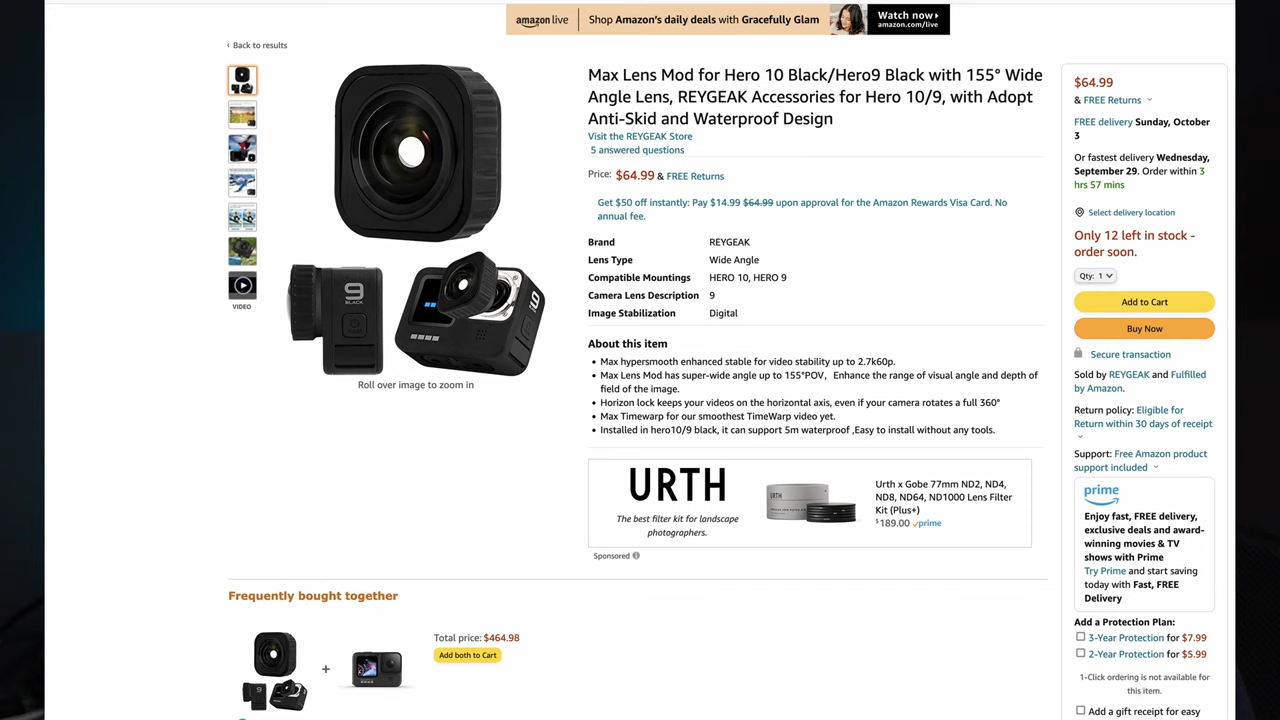 amazon live
Shop Amazon's daily deals with Gracefully Glam
Watch now
amazon.com/live
‹ Back to results
VIDEO
9
BLACK
Roll over image to zoom in
Max Lens Mod for Hero 10 Black/Hero9 Black with 155° Wide
Angle Lens, REYGEAK Accessories for Hero 10/9, with Adopt
Anti-Skid and Waterproof Design
Visit the REYGEAK Store
5 answered questions
Price: $64.99 & FREE Returns
Get $50 off instantly: Pay $14.99 $64.99 upon approval for the Amazon Rewards Visa Card. No
annual fee.
Brand REYGEAK
Lens Type Wide Angle
Compatible Mountings HERO 10, HERO 9
Camera Lens Description 9
Image Stabilization Digital
About this item
• Max hypersmooth enhanced stable for video stability up to 2.7k60p.
• Max Lens Mod has super-wide angle up to 155°POV，Enhance the range of visual angle and depth of
field of the image.
• Horizon lock keeps your videos on the horizontal axis, even if your camera rotates a full 360°
• Max Timewarp for our smoothest TimeWarp video yet.
• Installed in hero10/9 black, it can support 5m waterproof ,Easy to install without any tools.
URTH
The best filter kit for landscape
photographers.
URTH
Urth x Gobe 77mm ND2, ND4,
ND8, ND64, ND1000 Lens Filter
Kit (Plus+)
$189.00 prime
Sponsored
$64.99
& FREE Returns
FREE delivery Sunday, October
3
Or fastest delivery Wednesday,
September 29. Order within 3
hrs 57 mins
Select delivery location
Only 12 left in stock -
order soon.
Qty: 1
Add to Cart
Buy Now
Secure transaction
Sold by REYGEAK and Fulfilled
by Amazon.
Return policy: Eligible for
Return within 30 days of receipt
Support: Free Amazon product
support included
prime
Enjoy fast, FREE delivery,
exclusive deals and award-
winning movies & TV
shows with Prime
Try Prime and start saving
today with Fast, FREE
Delivery
Add a Protection Plan:
3-Year Protection for $7.99
2-Year Protection for $5.99
1-Click ordering is not available for
this item.
Add a gift receipt for easy
Frequently bought together
9
+
Total price: $464.98
Add both to Cart